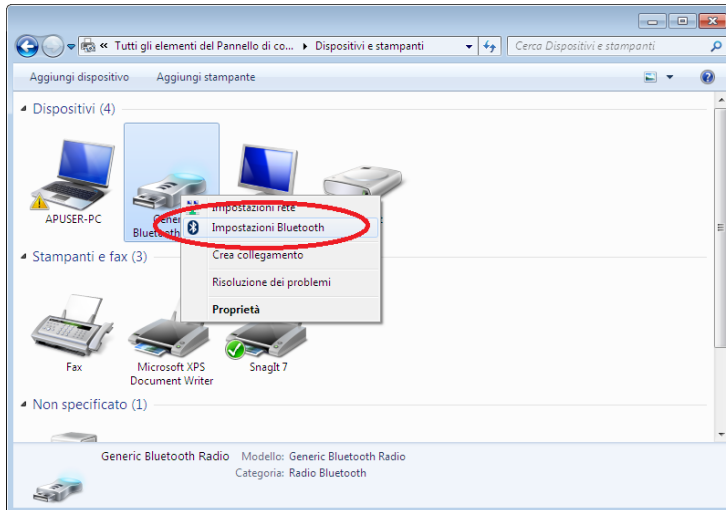 « Tutti gli elementi del Pannello di co... Dispositivi e stampanti
Cerca Dispositivi e stampanti
Aggiungi dispositivo Aggiungi stampante
Dispositivi (4)
APUSER-PC
Gener
Bluetooth
Impostazioni rete
Impostazioni Bluetooth
Crea collegamento
Risoluzione dei problemi
Proprietà
Stampanti e fax (3)
Fax
Microsoft XPS
Document Writer
SnagIt 7
Non specificato (1)
Generic Bluetooth Radio Modello: Generic Bluetooth Radio
Categoria: Radio Bluetooth